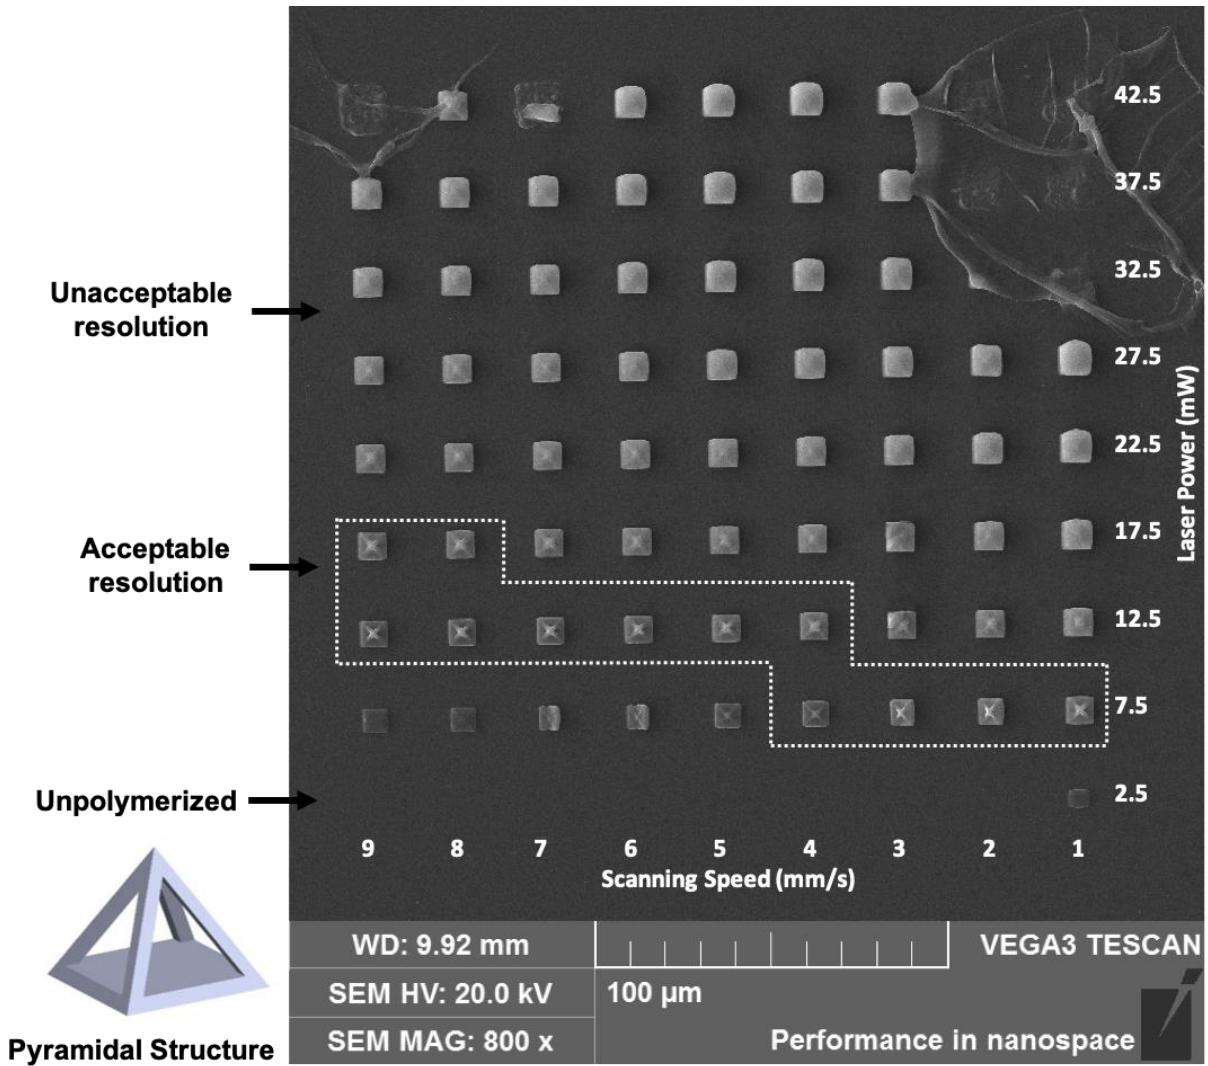 42.5
37.5
32.5
Unacceptable
resolution
27.5
22.5
Laser Power (mW)
17.5
Acceptable
resolution
12.5
7.5
2.5
Unpolymerized
9 8 7 6 5 4 3 2 1
Scanning Speed (mm/s)
Pyramidal Structure
WD: 9.92 mm
VEGA3 TESCAN
SEM HV: 20.0 kV
100 µm
SEM MAG: 800 x
Performance in nanospace